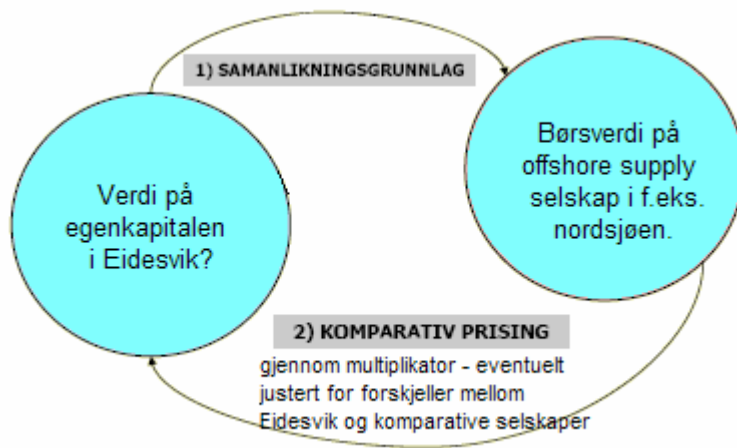 1) SAMANLIKNINGSGRUNNLAG
Verdi på
egenkapitalen
i Eidesvik?
Børsverdi på
offshore supply
selskap i f.eks.
nordsjøen.
2) KOMPARATIV PRISING
gjennom multiplikator - eventuelt
justert for forskjeller mellom
Eidesvik og komparative selskaper